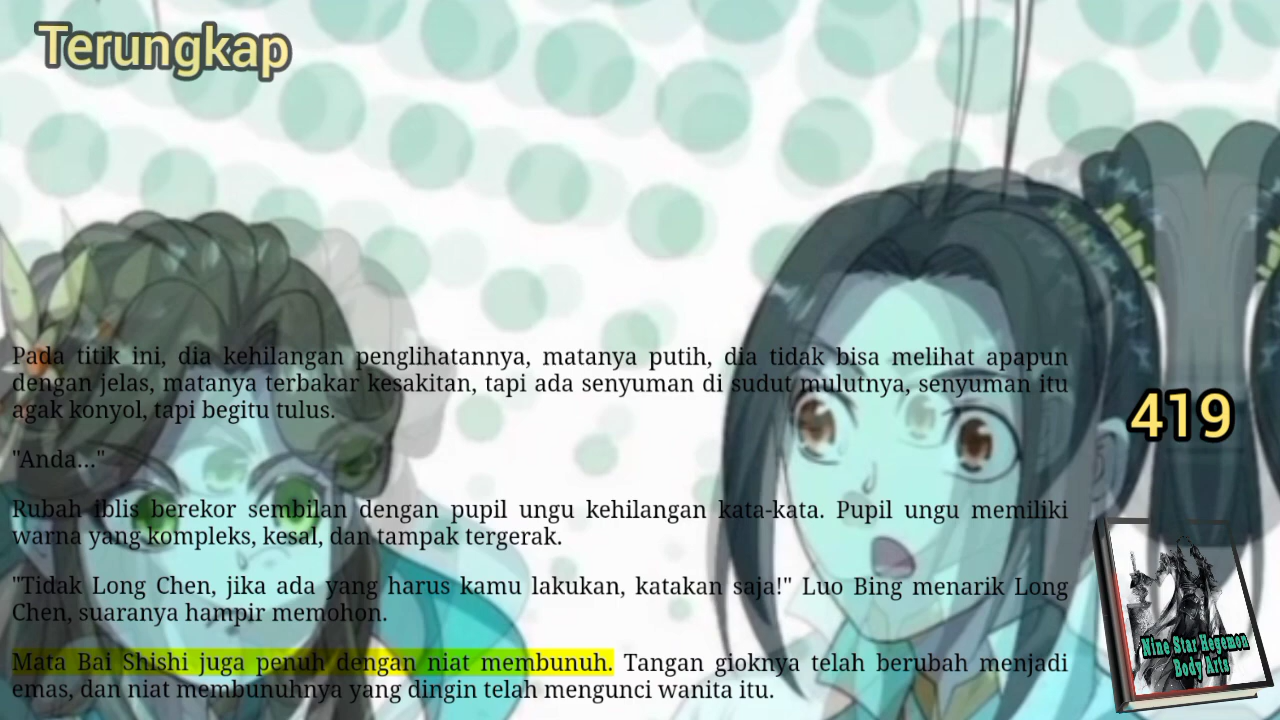 Terungkap
Pada titik ini, dia kehilangan penglihatannya, matanya putih, dia tidak bisa melihat apapun
dengan jelas, matanya terbakar kesakitan, tapi ada senyuman di sudut mulutnya, senyuman itu
agak konyol, tapi begitu tulus.
"Anda..."
Rubah iblis berekor sembilan dengan pupil ungu kehilangan kata-kata. Pupil ungu memiliki
warna yang kompleks, kesal, dan tampak tergerak.
"Tidak Long Chen, jika ada yang harus kamu lakukan, katakan saja!" Luo Bing menarik Long
Chen, suaranya hampir memohon.
Mata Bai Shishi juga penuh dengan niat membunuh. Tangan gioknya telah berubah menjadi
emas, dan niat membunuhnya yang dingin telah mengunci wanita itu.
419
Nine Star Hegemon
Body Arts